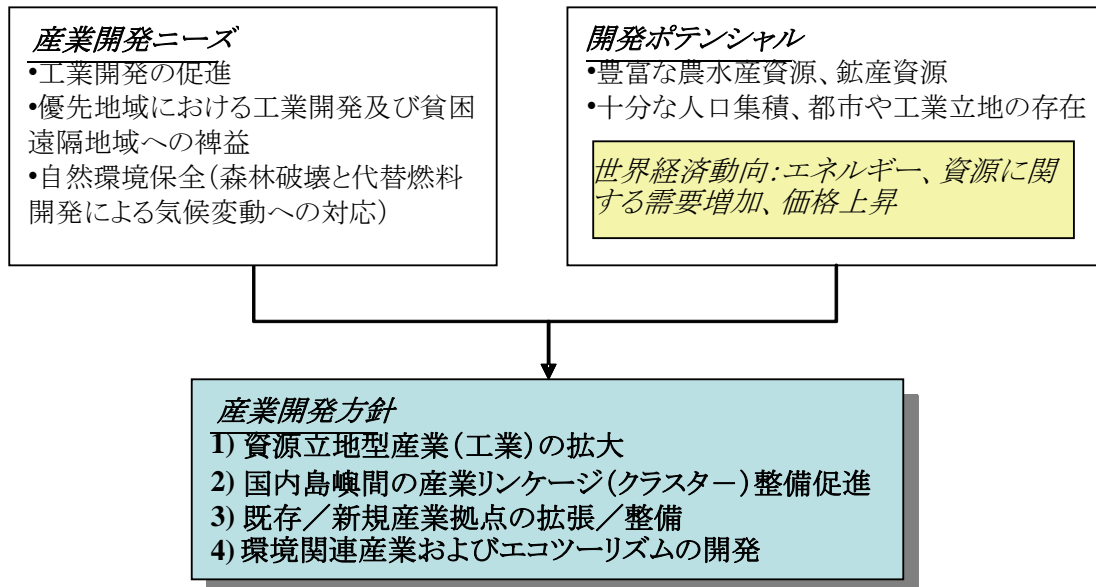 産業開発ニーズ
•工業開発の促進
•優先地域における工業開発及び貧困
遠隔地域への裨益
•自然環境保全(森林破壊と代替燃料
開発による気候変動への対応)
開発ポテンシャル
•豊富な農水産資源、鉱産資源
•十分な人口集積、都市や工業立地の存在
世界経済動向:エネルギー、資源に関
する需要増加、価格上昇
産業開発方針
1) 資源立地型産業(工業)の拡大
2) 国内島嶼間の産業リンケージ(クラスター)整備促進
3) 既存/新規産業拠点の拡張/整備
4) 環境関連産業およびエコツーリズムの開発